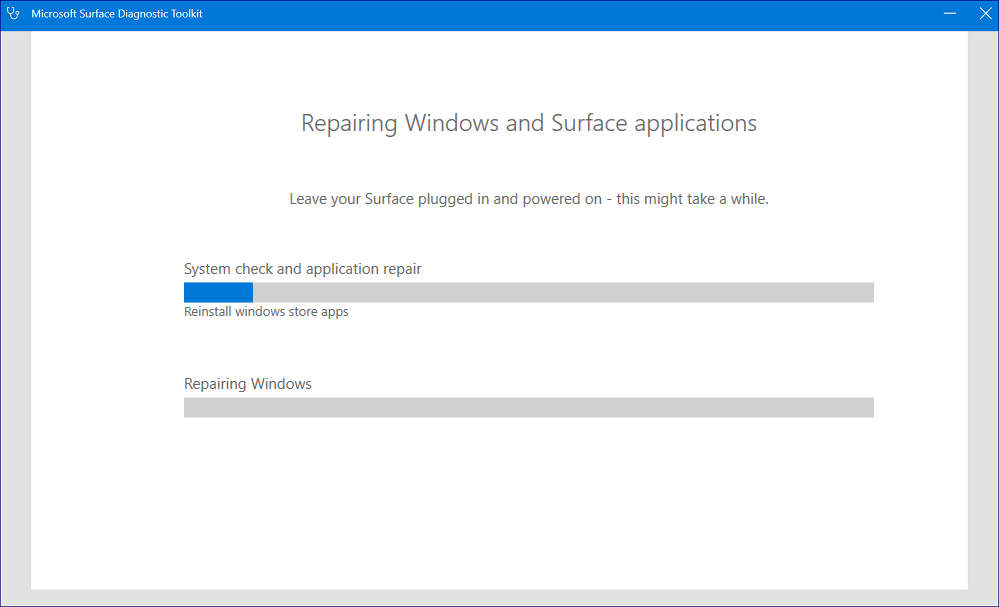 Microsoft Surface Diagnostic Toolkit
Repairing Windows and Surface applications
Leave your Surface plugged in and powered on - this might take a while.
System check and application repair
Reinstall windows store apps
Repairing Windows